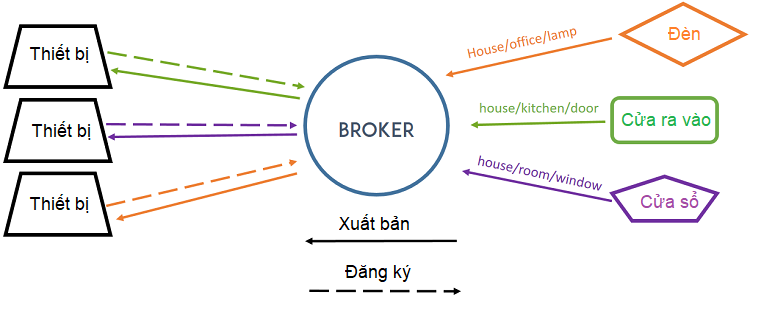 Thiết bị
Thiết bị
Thiết bị
BROKER
House/office/lamp
Đèn
house/kitchen/door
Cửa ra vào
house/room/window
Cửa sổ
Xuất bản
Đăng ký